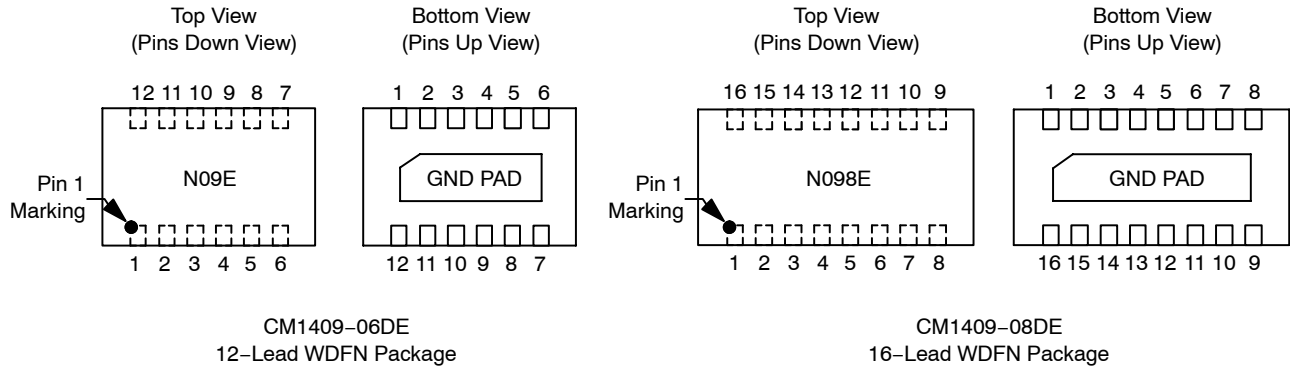 Top View
(Pins Down View)
Bottom View
(Pins Up View)
12 11 10 9 8 7
N09E
Pin 1
Marking
1 2 3 4 5 6
1 2 3 4 5 6
GND PAD
12 11 10 9 8 7
CM1409−06DE
12−Lead WDFN Package
Top View
(Pins Down View)
Bottom View
(Pins Up View)
16 15 14 13 12 11 10 9
N098E
Pin 1
Marking
1 2 3 4 5 6 7 8
1 2 3 4 5 6 7 8
GND PAD
16 15 14 13 12 11 10 9
CM1409−08DE
16−Lead WDFN Package